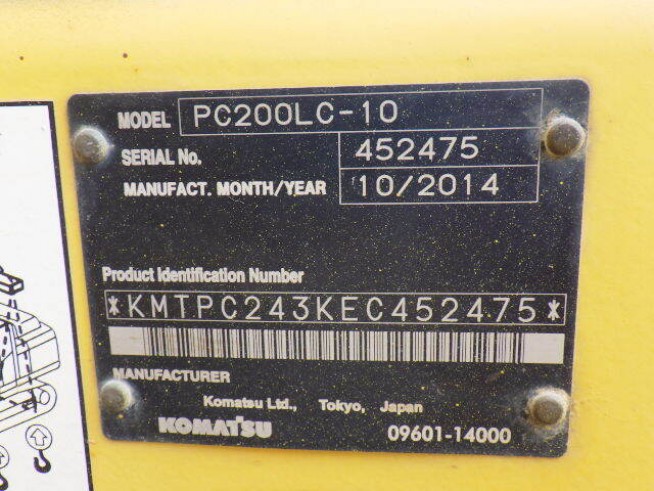 MODEL PC200LC-10
SERIAL No. 452475
MANUFACT. MONTH/YEAR 10/2014
Product Identification Number
*KMTPC243KEC452475*
MANUFACTURER
Komatsu Ltd., Tokyo, Japan
KOMATSU 09601-14000